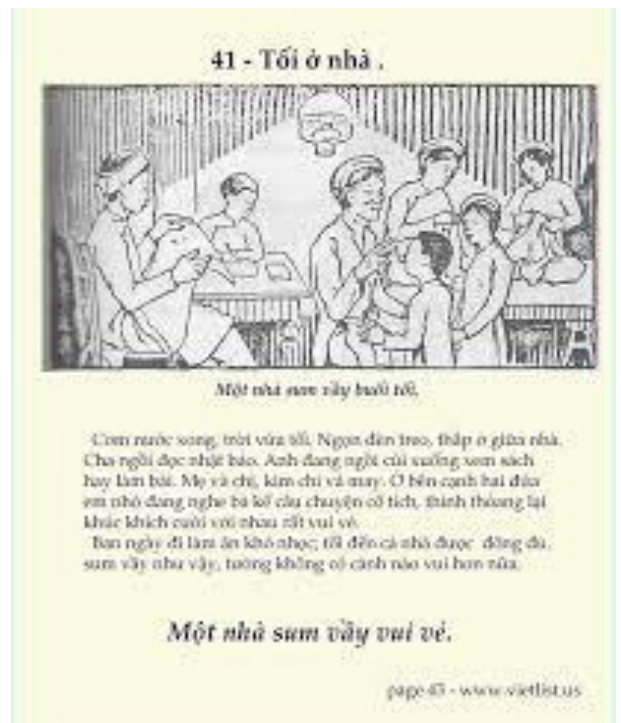 41 - Tối ở nhà .
Một nhà sum vầy buổi tối.
Cơm nước xong, trời vừa tối. Ngọn đèn treo, thắp ở giữa nhà.
Cha ngồi đọc nhật báo. Anh đang ngồi cúi xuống xem sách
hay làm bài. Mẹ và chị, kim chỉ vá may. Ở bên cạnh hai đứa
em nhỏ đang nghe bà kể câu chuyện cổ tích, thỉnh thoảng lại
khúc khích cười với nhau rất vui vẻ.
Ban ngày đi làm ăn khó nhọc; tối đến cả nhà được đông đủ,
sum vầy như vậy, tưởng không có cảnh nào vui hơn nữa.
Một nhà sum vầy vui vẻ.
page 43 - www.vietlist.us